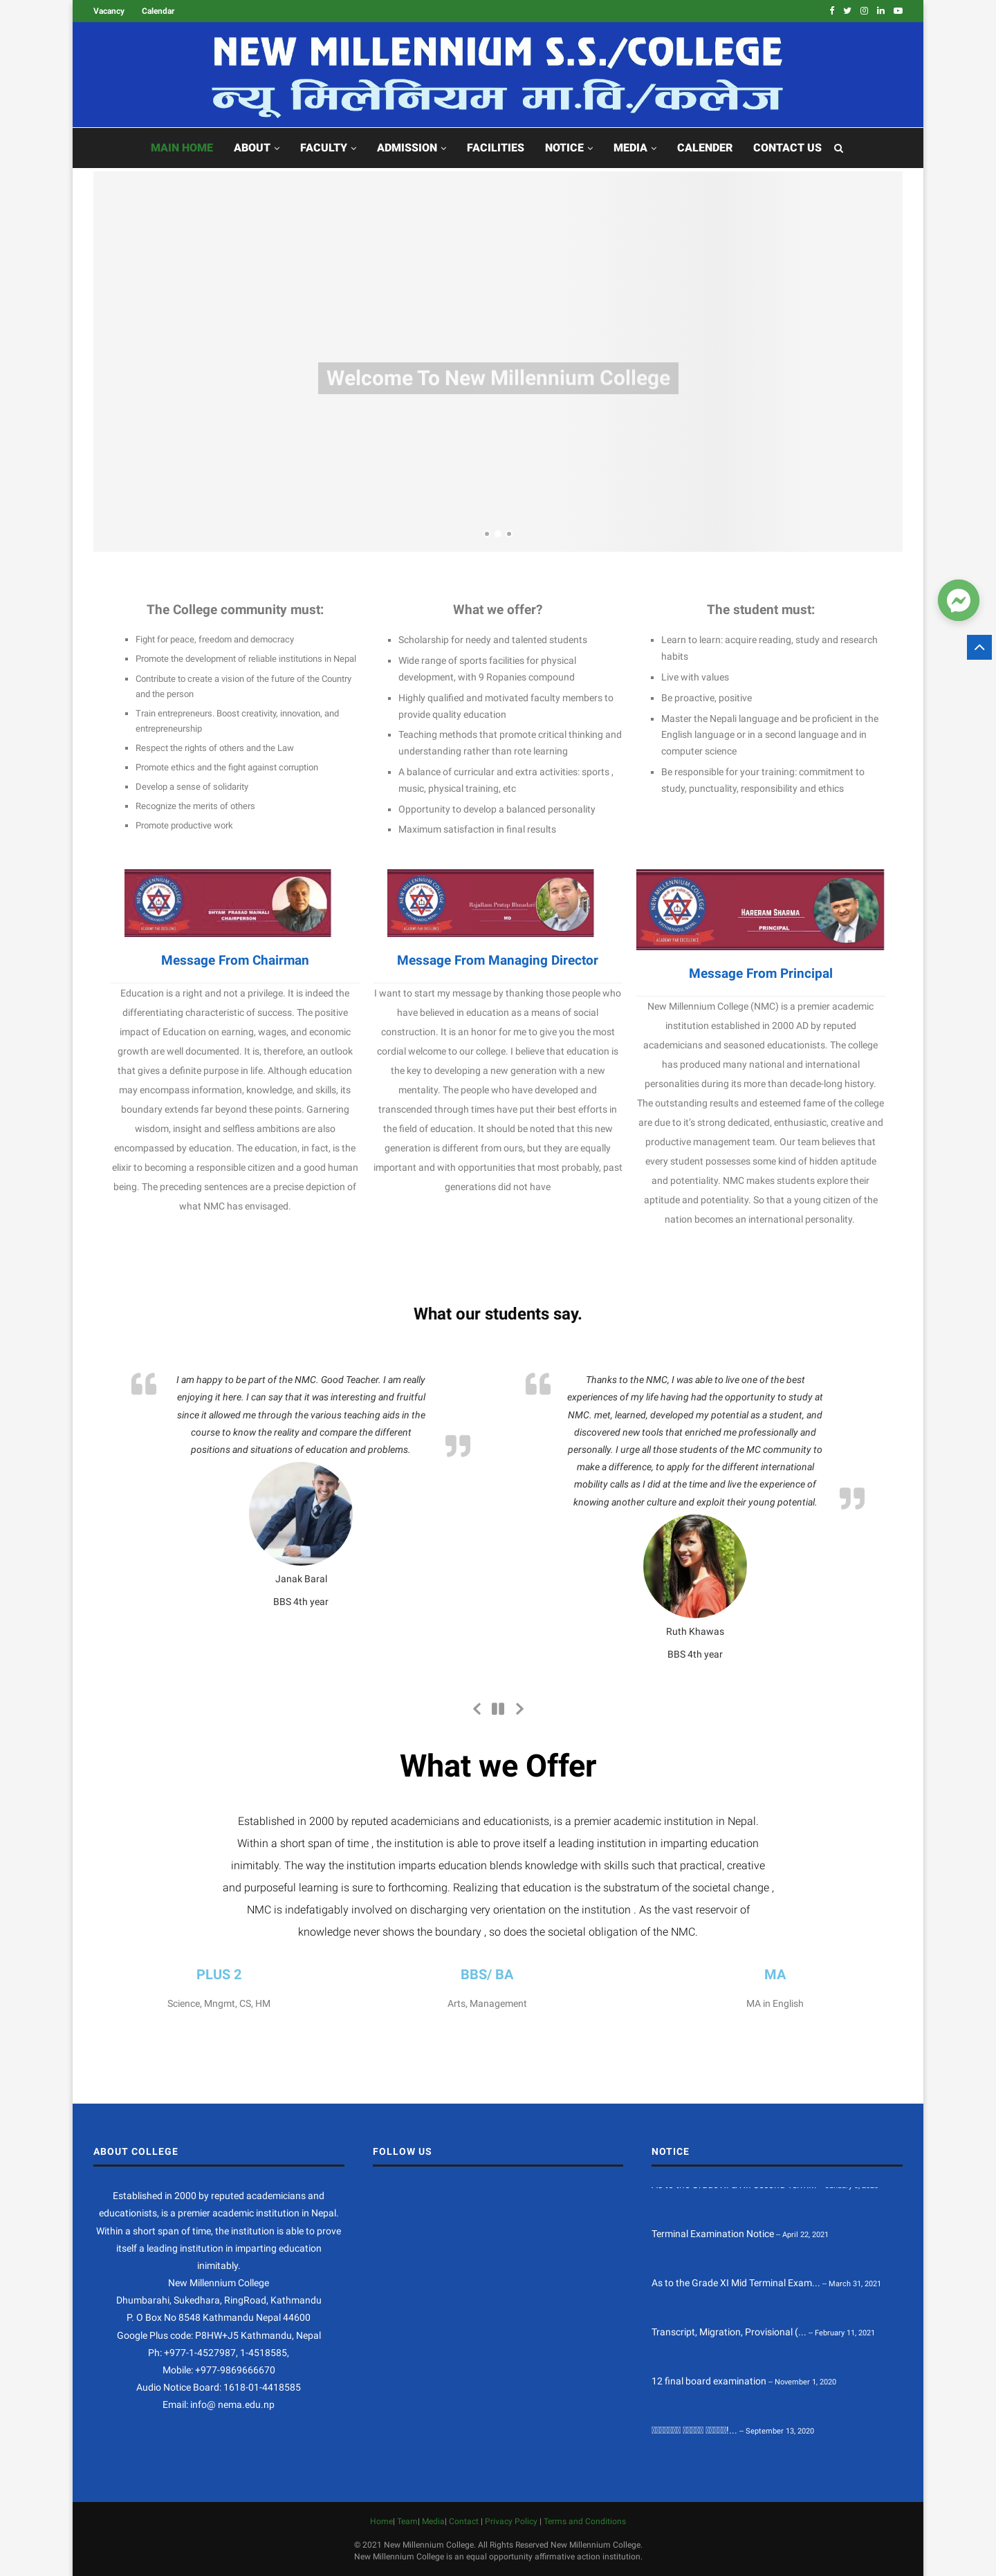 Vacancy Calendar
NEW MILLENNIUM S.S./COLLEGE
न्यू मिलेनियम मा.वि./कलेज
MAIN HOME ABOUT FACULTY ADMISSION FACILITIES NOTICE MEDIA CALENDER CONTACT US
Welcome To New Millennium College
The College community must:
Fight for peace, freedom and democracy
Promote the development of reliable institutions in Nepal
Contribute to create a vision of the future of the Country
and the person
Train entrepreneurs. Boost creativity, innovation, and
entrepreneurship
Respect the rights of others and the Law
Promote ethics and the fight against corruption
Develop a sense of solidarity
Recognize the merits of others
Promote productive work
What we offer?
Scholarship for needy and talented students
Wide range of sports facilities for physical
development, with 9 Ropanies compound
Highly qualified and motivated faculty members to
provide quality education
Teaching methods that promote critical thinking and
understanding rather than rote learning
A balance of curricular and extra activities: sports ,
music, physical training, etc
Opportunity to develop a balanced personality
Maximum satisfaction in final results
The student must:
Learn to learn: acquire reading, study and research
habits
Live with values
Be proactive, positive
Master the Nepali language and be proficient in the
English language or in a second language and in
computer science
Be responsible for your training: commitment to
study, punctuality, responsibility and ethics
NEW MILLENNIUM COLLEGE
ACADEMY PAR EXCELLENCE
SHYAM PRASAD MAINALI
CHAIRPERSON
Message From Chairman
Education is a right and not a privilege. It is indeed the
differentiating characteristic of success. The positive
impact of Education on earning, wages, and economic
growth are well documented. It is, therefore, an outlook
that gives a definite purpose in life. Although education
may encompass information, knowledge, and skills, its
boundary extends far beyond these points. Garnering
wisdom, insight and selfless ambitions are also
encompassed by education. The education, in fact, is the
elixir to becoming a responsible citizen and a good human
being. The preceding sentences are a precise depiction of
what NMC has envisaged.
NEW MILLENNIUM COLLEGE
ACADEMY PAR EXCELLENCE
MD
Message From Managing Director
I want to start my message by thanking those people who
have believed in education as a means of social
construction. It is an honor for me to give you the most
cordial welcome to our college. I believe that education is
the key to developing a new generation with a new
mentality. The people who have developed and
transcended through times have put their best efforts in
the field of education. It should be noted that this new
generation is different from ours, but they are equally
important and with opportunities that most probably, past
generations did not have
NEW MILLENNIUM COLLEGE
ACADEMY PAR EXCELLENCE
HARERAM SHARMA
PRINCIPAL
Message From Principal
New Millennium College (NMC) is a premier academic
institution established in 2000 AD by reputed
academicians and seasoned educationists. The college
has produced many national and international
personalities during its more than decade-long history.
The outstanding results and esteemed fame of the college
are due to it's strong dedicated, enthusiastic, creative and
productive management team. Our team believes that
every student possesses some kind of hidden aptitude
and potentiality. NMC makes students explore their
aptitude and potentiality. So that a young citizen of the
nation becomes an international personality.
What our students say.
I am happy to be part of the NMC. Good Teacher. I am really
enjoying it here. I can say that it was interesting and fruitful
since it allowed me through the various teaching aids in the
course to know the reality and compare the different
positions and situations of education and problems.
Janak Baral
BBS 4th year
Thanks to the NMC, I was able to live one of the best
experiences of my life having had the opportunity to study at
NMC. met, learned, developed my potential as a student, and
discovered new tools that enriched me professionally and
personally. I urge all those students of the MC community to
make a difference, to apply for the different international
mobility calls as I did at the time and live the experience of
knowing another culture and exploit their young potential.
Ruth Khawas
BBS 4th year
What we Offer
Established in 2000 by reputed academicians and educationists, is a premier academic institution in Nepal.
Within a short span of time , the institution is able to prove itself a leading institution in imparting education
inimitably. The way the institution imparts education blends knowledge with skills such that practical, creative
and purposeful learning is sure to forthcoming. Realizing that education is the substratum of the societal change ,
NMC is indefatigably involved on discharging very orientation on the institution . As the vast reservoir of
knowledge never shows the boundary , so does the societal obligation of the NMC.
PLUS 2
Science, Mngmt, CS, HM
BBS/ BA
Arts, Management
MA
MA in English
ABOUT COLLEGE
Established in 2000 by reputed academicians and
educationists, is a premier academic institution in Nepal.
Within a short span of time, the institution is able to prove
itself a leading institution in imparting education
inimitably.
New Millennium College
Dhumbarahi, Sukedhara, RingRoad, Kathmandu
P. O Box No 8548 Kathmandu Nepal 44600
Google Plus code: P8HW+J5 Kathmandu, Nepal
Ph: +977-1-4527987, 1-4518585,
Mobile: +977-9869666670
Audio Notice Board: 1618-01-4418585
Email: info@ nema.edu.np
FOLLOW US
NOTICE
Terminal Examination Notice – April 22, 2021
As to the Grade XI Mid Terminal Exam... – March 31, 2021
Transcript, Migration, Provisional (... – February 11, 2021
12 final board examination – November 1, 2020
!... – September 13, 2020
Home| Team| Media| Contact | Privacy Policy | Terms and Conditions
© 2021 New Millennium College. All Rights Reserved New Millennium College.
New Millennium College is an equal opportunity affirmative action institution.